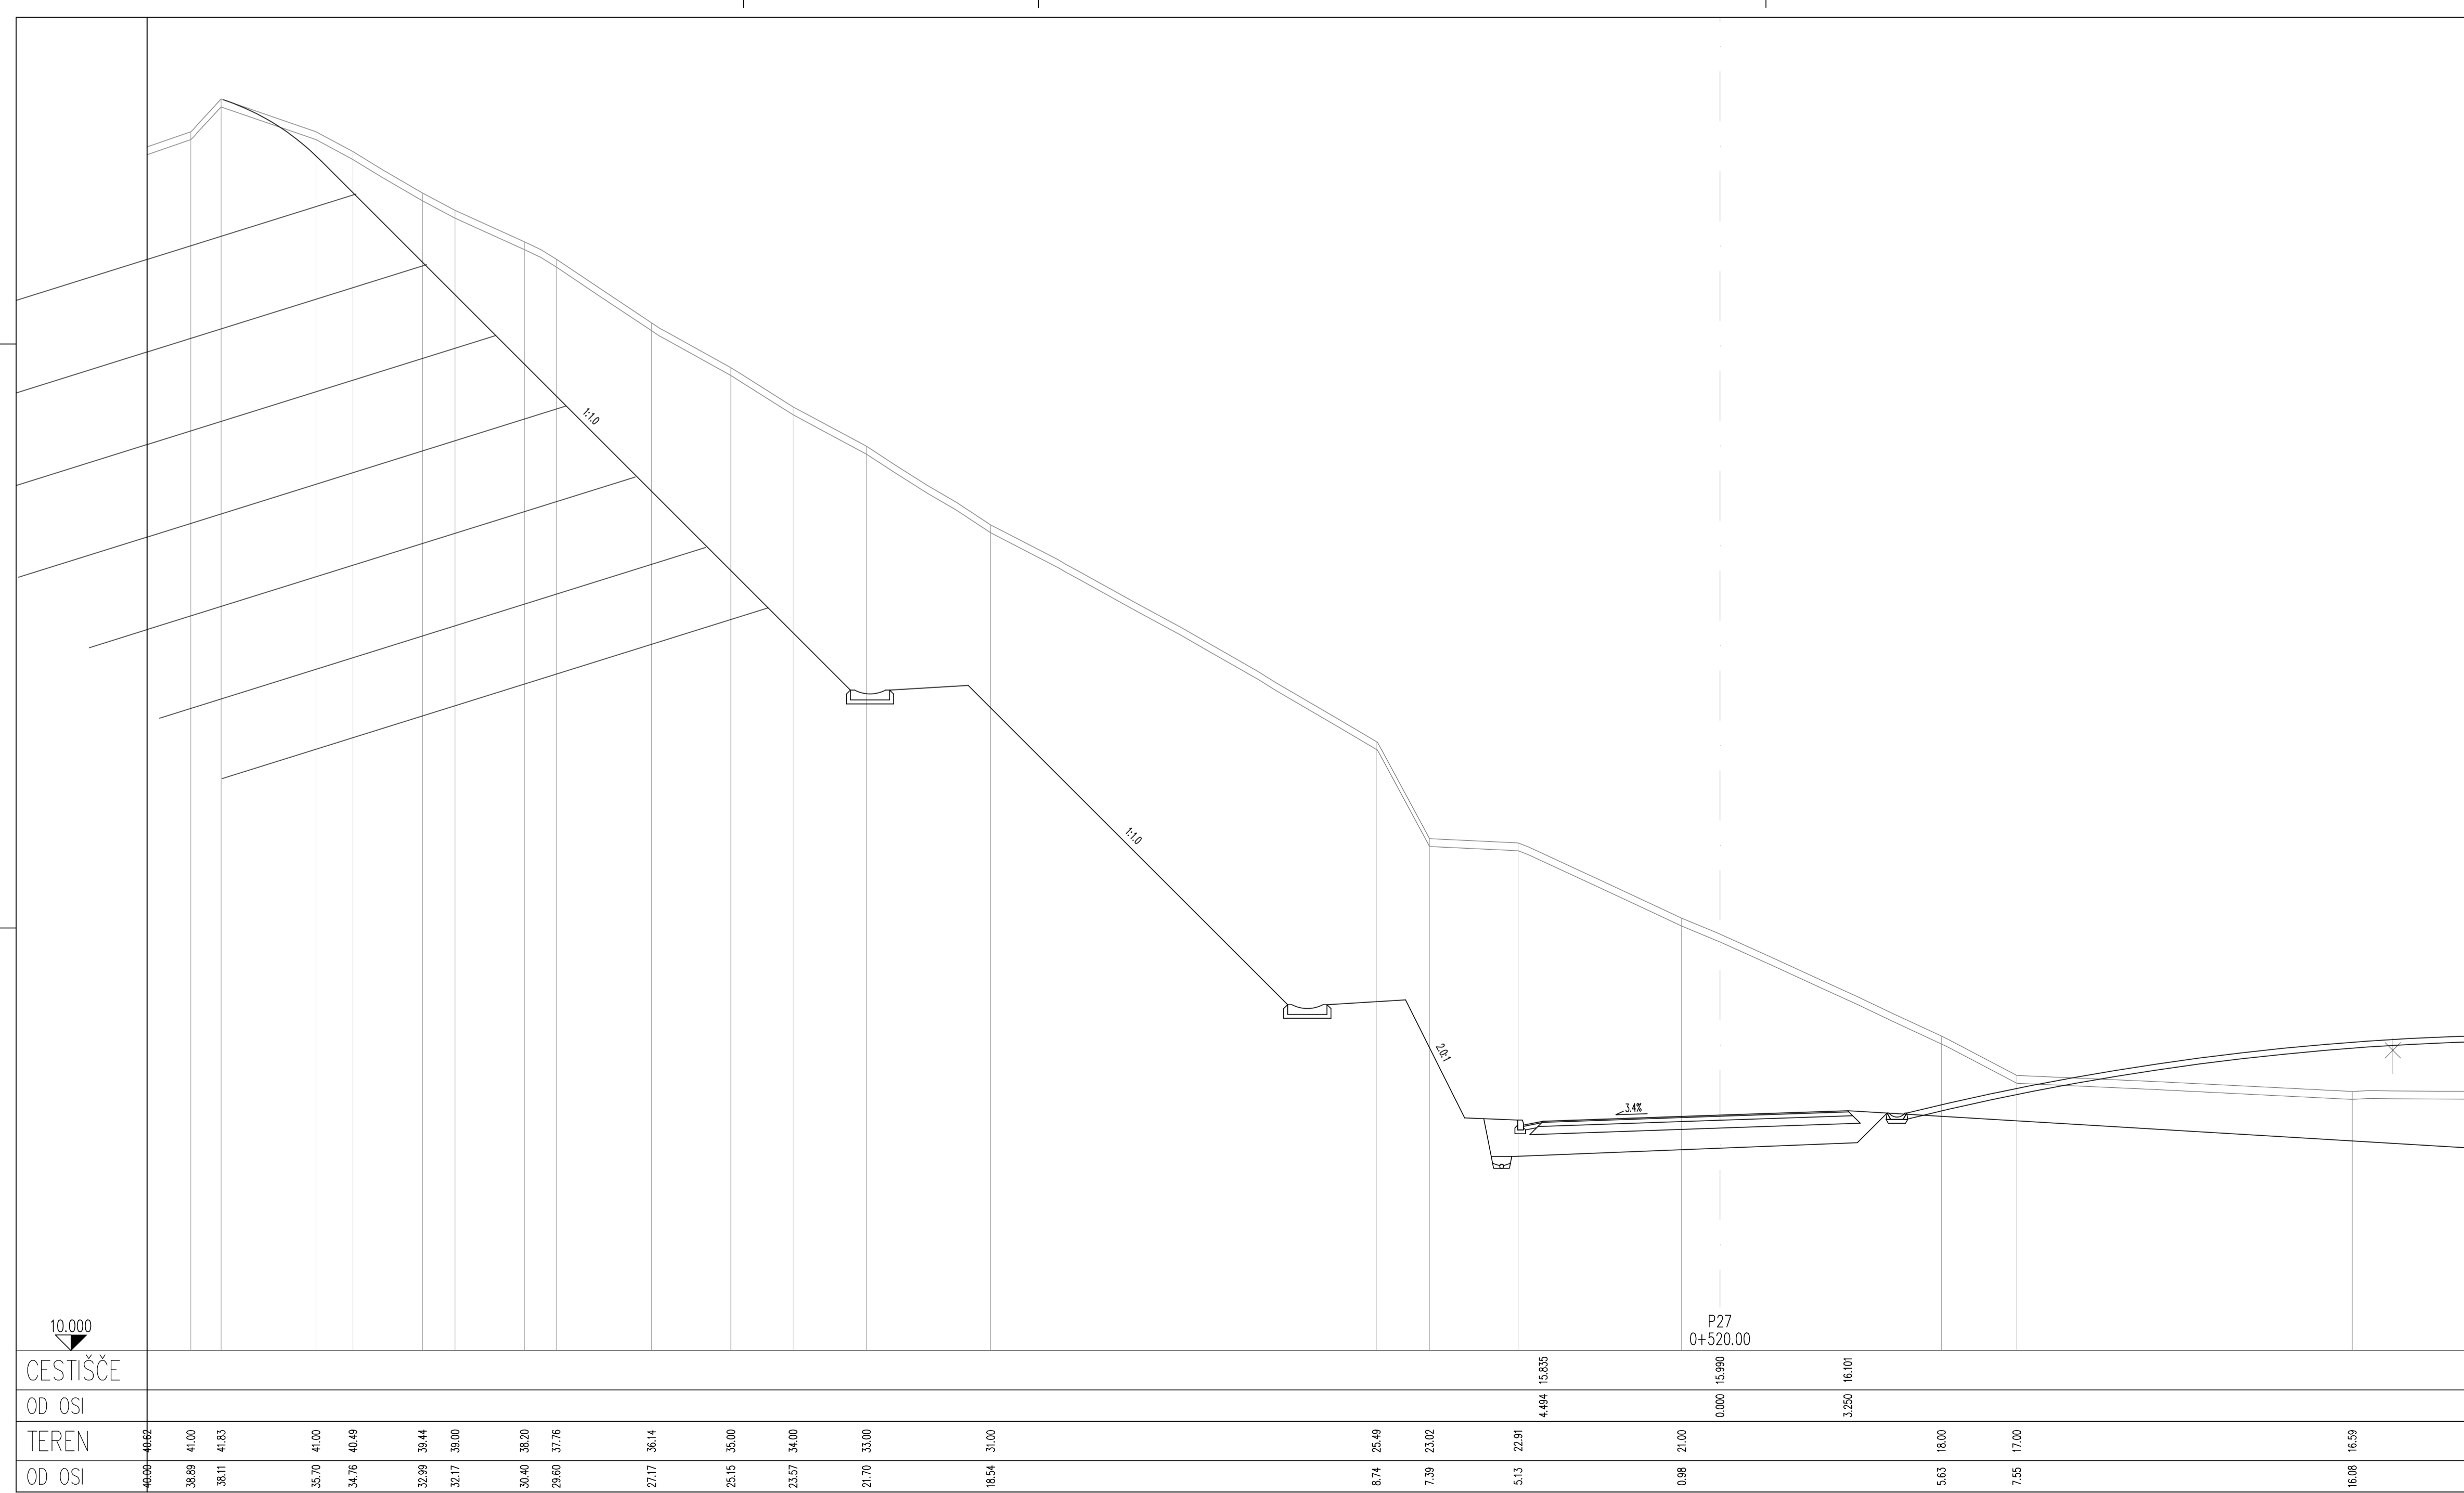 1:1.0
1:1.0
2.0:1
3.4%
10.000
P27
0+520.00
CESTIŠČE 15.835 15.990 16.101
OD OSI 4.494 0.000 3.250
TEREN 40.62 41.00 41.83 41.00 40.49 39.44 39.00 38.20 37.76 36.14 35.00 34.00 33.00 31.00 25.49 23.02 22.91 21.00 18.00 17.00 16.59
OD OSI 40.00 38.89 38.11 35.70 34.76 32.99 32.17 30.40 29.60 27.17 25.15 23.57 21.70 18.54 8.74 7.39 5.13 0.98 5.63 7.55 16.08